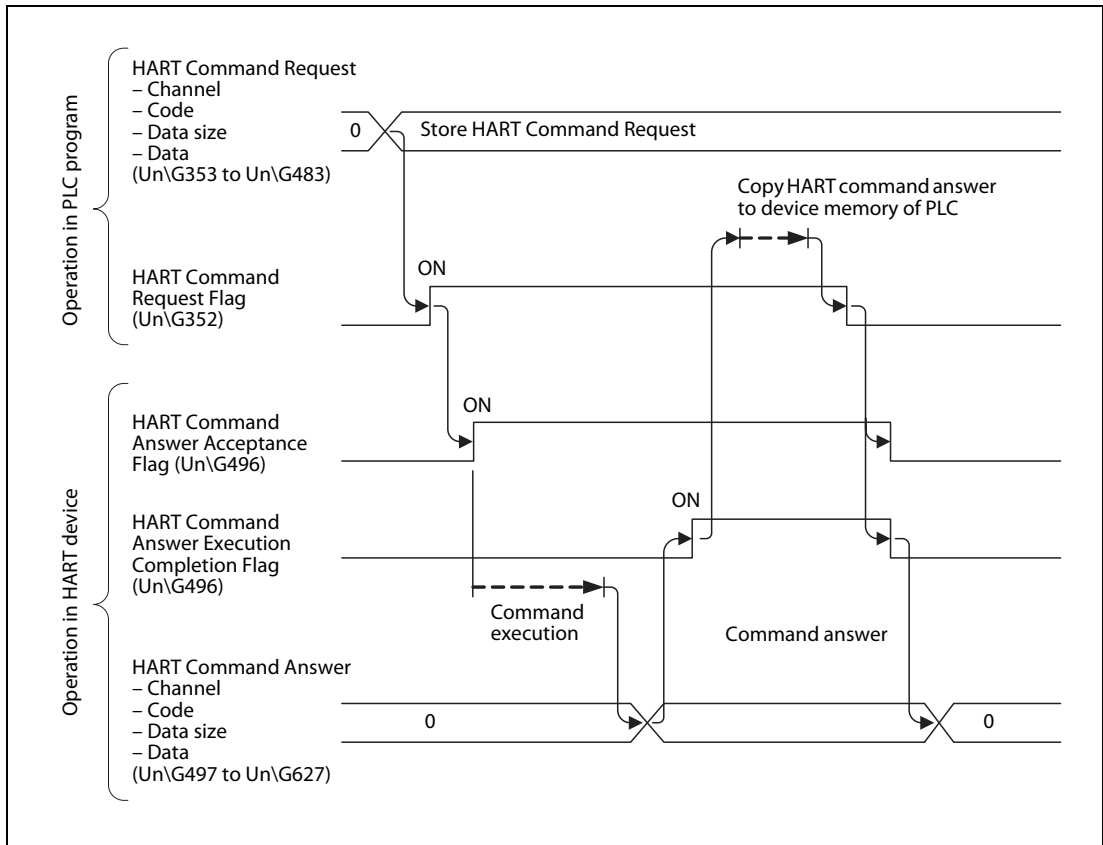 Operation in PLC program
HART Command Request
– Channel
– Code
– Data size
– Data
(Un\G353 to Un\G483)
0
Store HART Command Request
Copy HART command answer
to device memory of PLC
HART Command
Request Flag
(Un\G352)
ON
Operation in HART device
HART Command
Answer Acceptance
Flag (Un\G496)
ON
HART Command
Answer Execution
Completion Flag
(Un\G496)
ON
Command
execution
Command answer
HART Command Answer
– Channel
– Code
– Data size
– Data
(Un\G497 to Un\G627)
0
0